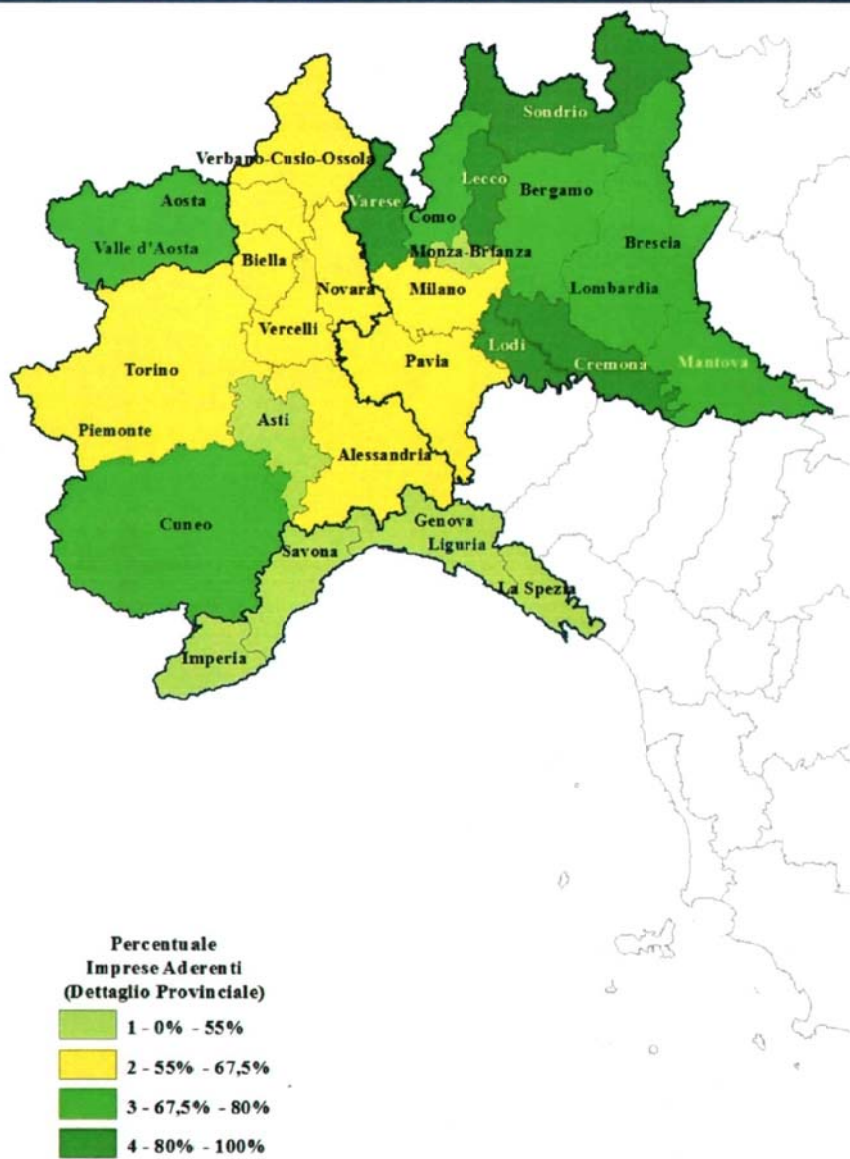 Sondrio
Verbano-Cusio-Ossola
Lecco
Bergamo
Aosta
Varese
Como
Valle d'Aosta
Brescia
Biella
Monza-Brianza
Novara
Milano
Lombardia
Vercelli
Lodi
Pavia
Cremona
Mantova
Torino
Asti
Piemonte
Alessandria
Cuneo
Genova
Savona
Liguria
La Spezia
Imperia
Percentuale
Imprese Aderenti
(Dettaglio Provinciale)
1 - 0% - 55%
2 - 55% - 67,5%
3 - 67,5% - 80%
4 - 80% - 100%